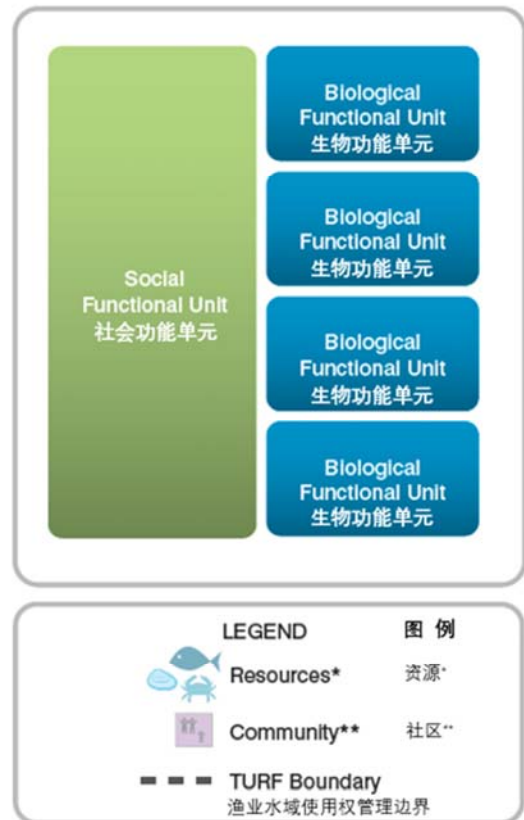 Social
Functional Unit
社会功能单元
Biological
Functional Unit
生物功能单元
Biological
Functional Unit
生物功能单元
Biological
Functional Unit
生物功能单元
Biological
Functional Unit
生物功能单元
LEGEND 图 例
Resources* 资源*
Community** 社区**
TURF Boundary
渔业水域使用权管理边界